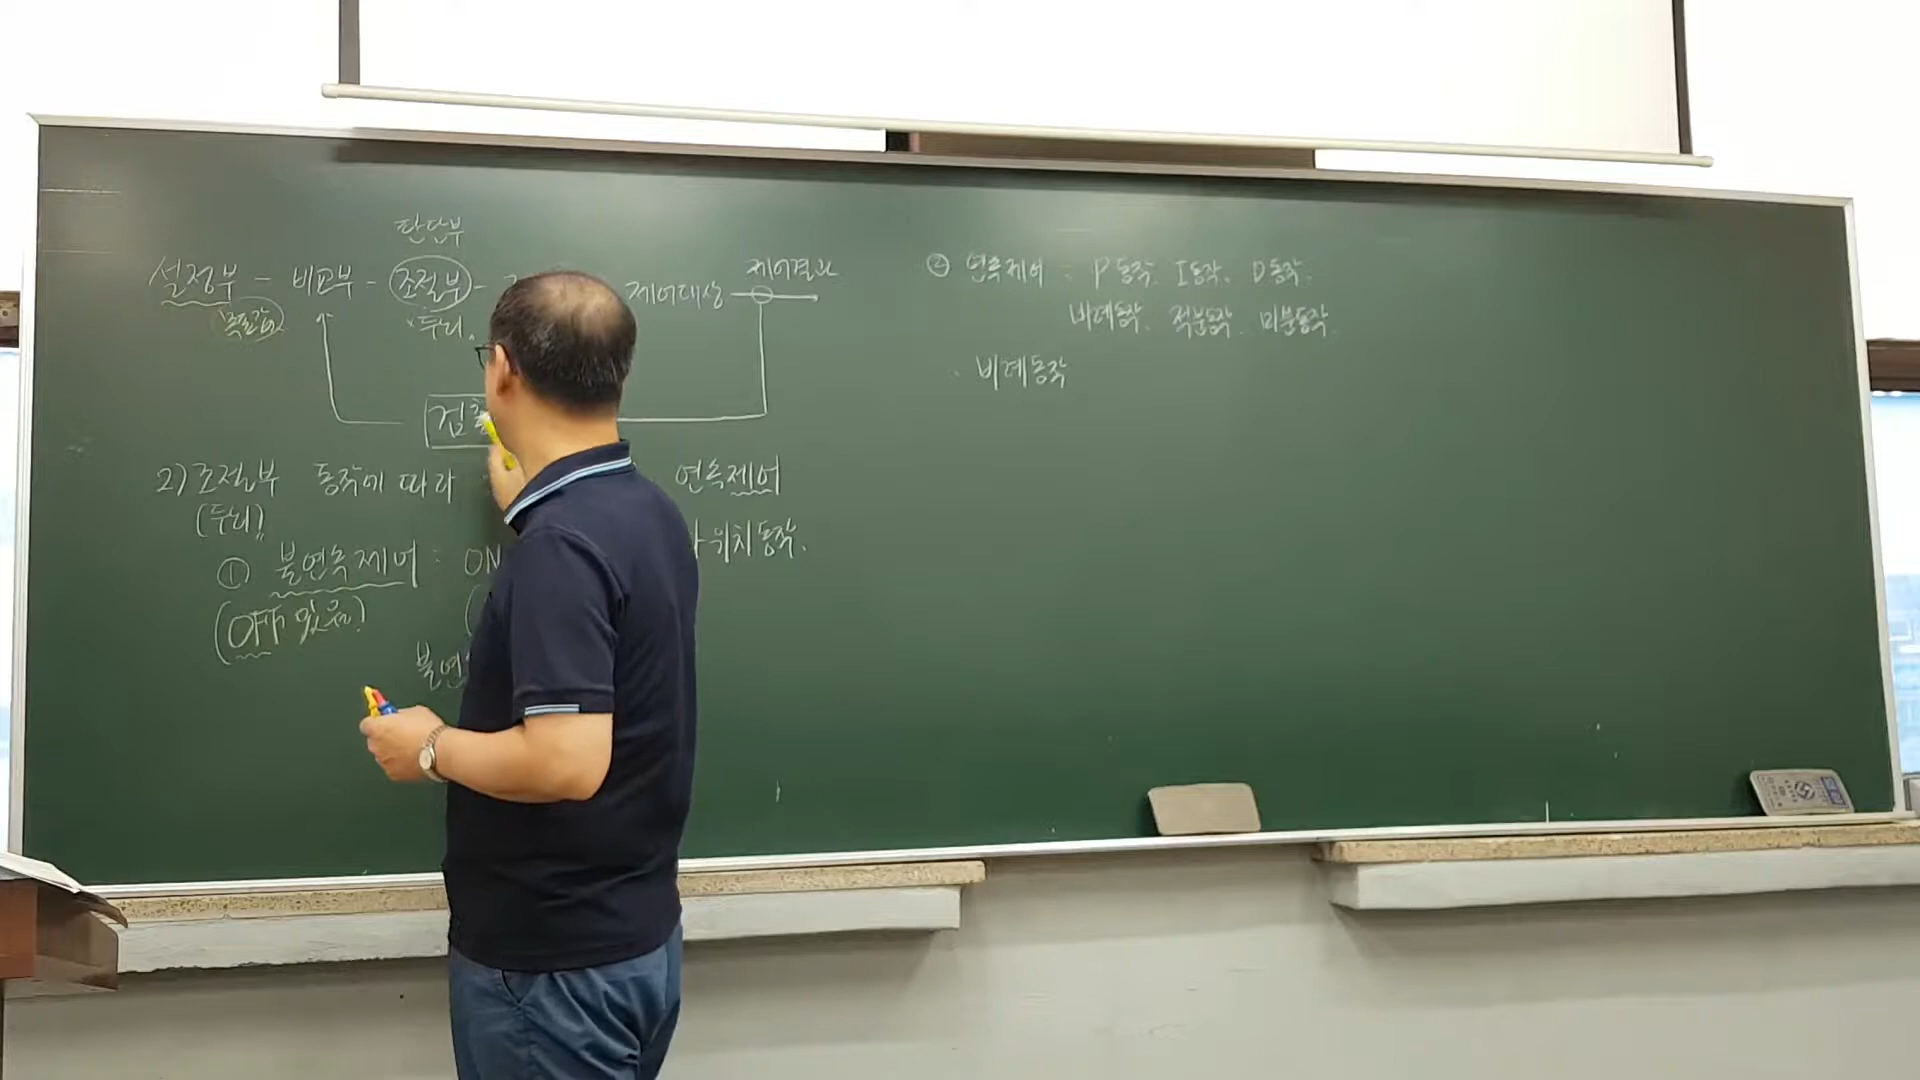 판단부
설정부 - 비교부 - 조절부 - 제어대상 제어결과
목표값 두뇌.
검출
2) 조절부 동작에 따라 연속제어
(두뇌)
① 불연속제어 : ON 위치동작.
(OFF 있음)
불연
② 연속제어 : P동작. I동작. D동작.
비례동작. 적분동작. 미분동작.
· 비례동작